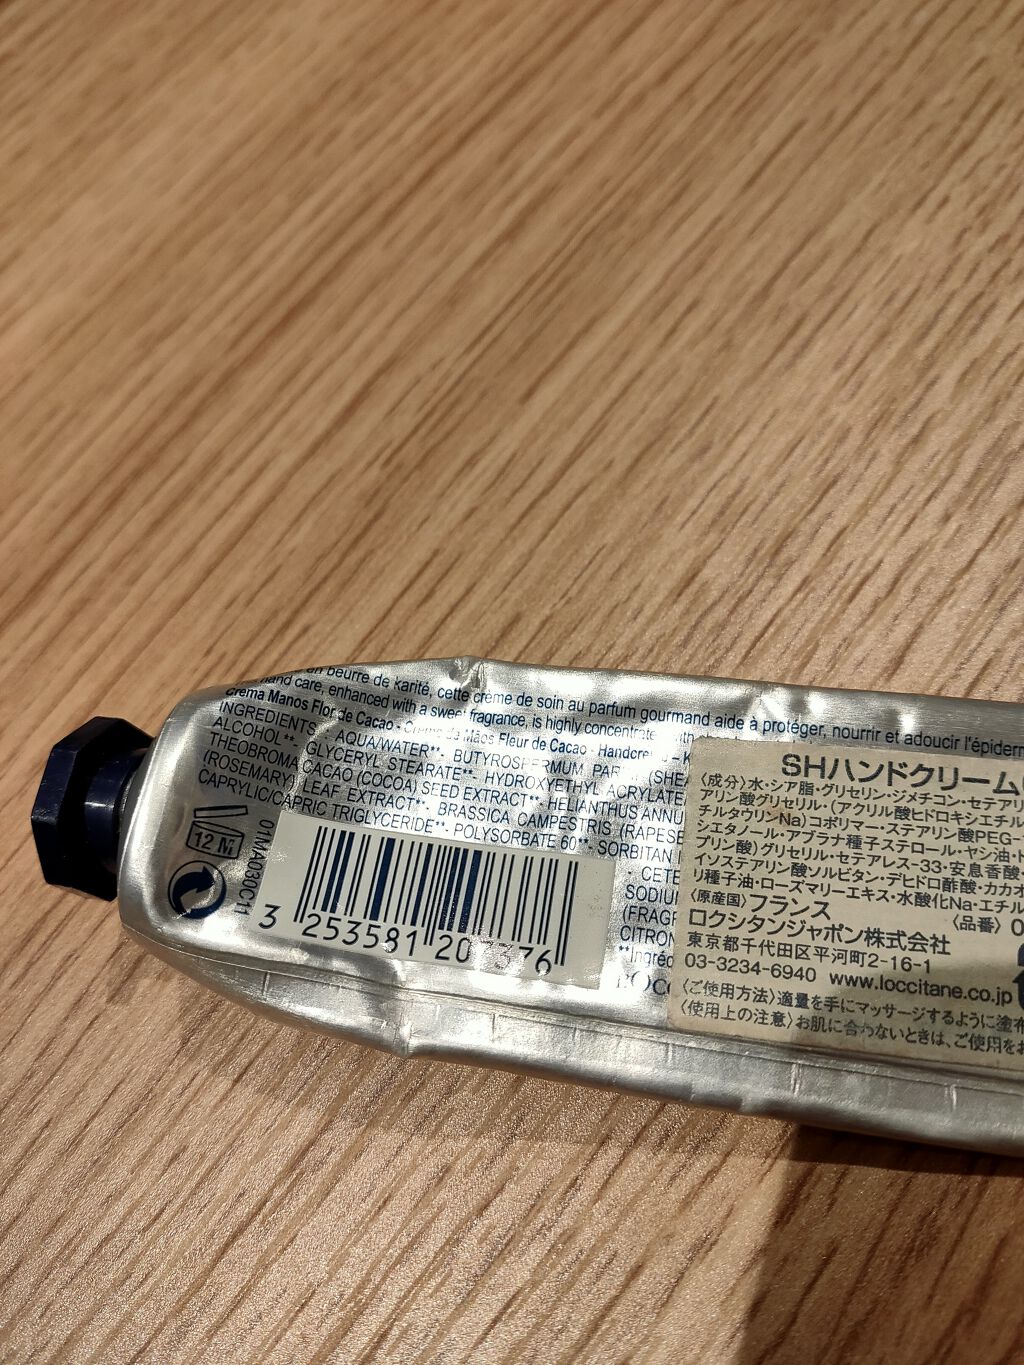 en beurre de karité, cette crème de soin au parfum gourmand aide à protéger, nourrir et adoucir l'épiderm
hand care, enhanced with a sweet fragrance, is highly concentrate with
Crema Manos Flor de Cacao · Creme de Mãos Fleur de Cacao · Handcre
INGREDIENTS : AQUA/WATER** · BUTYROSPERMUM PAR (SHEA
ALCOHOL** · GLYCERYL STEARATE** · HYDROXYETHYL ACRYLATE
THEOBROMA CACAO (COCOA) SEED EXTRACT** · HELIANTHUS ANNU
(ROSEMARY) LEAF EXTRACT** · BRASSICA CAMPESTRIS (RAPESE
CAPRYLIC/CAPRIC TRIGLYCERIDE** · POLYSORBATE 60** · SORBITAN
· CETE
SODIU
(FRAGR
CITRON
**Ingréd
L'Occ
12 M
01MA030C11
3 253581 20 376
SHハンドクリーム
〈成分〉水・シア脂・グリセリン・ジメチコン・セテアリ
アリン酸グリセリル・(アクリル酸ヒドロキシエチル
チルタウリンNa)コポリマー・ステアリン酸PEG-
シエタノール・アブラナ種子ステロール・ヤシ油・ト
プリン酸)グリセリル・セテアレス-33・安息香酸・
イソステアリン酸ソルビタン・デヒドロ酢酸・カカオ
リ種子油・ローズマリーエキス・水酸化Na・エチル
〈原産国〉フランス 〈品番〉0
ロクシタンジャポン株式会社
東京都千代田区平河町2-16-1
03-3234-6940 www.loccitane.co.jp
〈ご使用方法〉適量を手にマッサージするように塗布
〈使用上の注意〉お肌に合わないときは、ご使用をお